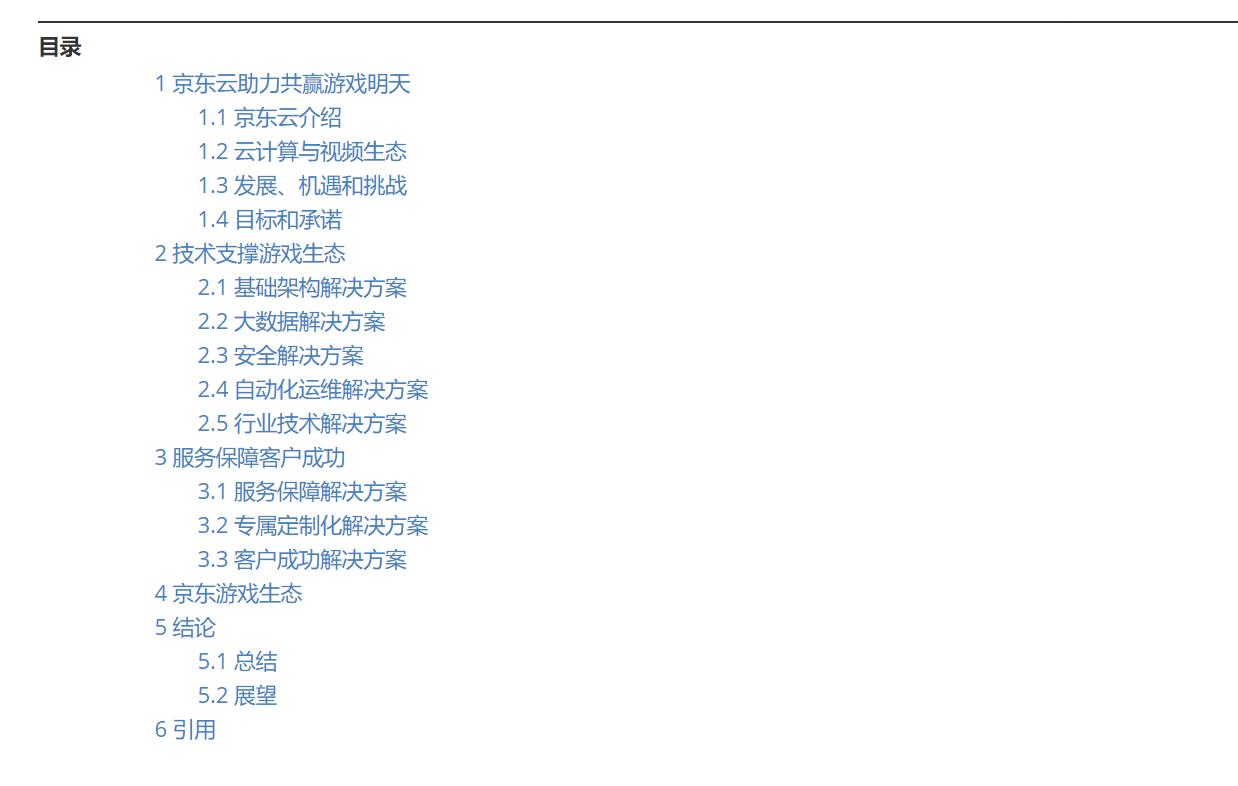 目录
1 京东云助力共赢游戏明天
1.1 京东云介绍
1.2 云计算与视频生态
1.3 发展、机遇和挑战
1.4 目标和承诺
2 技术支撑游戏生态
2.1 基础架构解决方案
2.2 大数据解决方案
2.3 安全解决方案
2.4 自动化运维解决方案
2.5 行业技术解决方案
3 服务保障客户成功
3.1 服务保障解决方案
3.2 专属定制化解决方案
3.3 客户成功解决方案
4 京东游戏生态
5 结论
5.1 总结
5.2 展望
6 引用